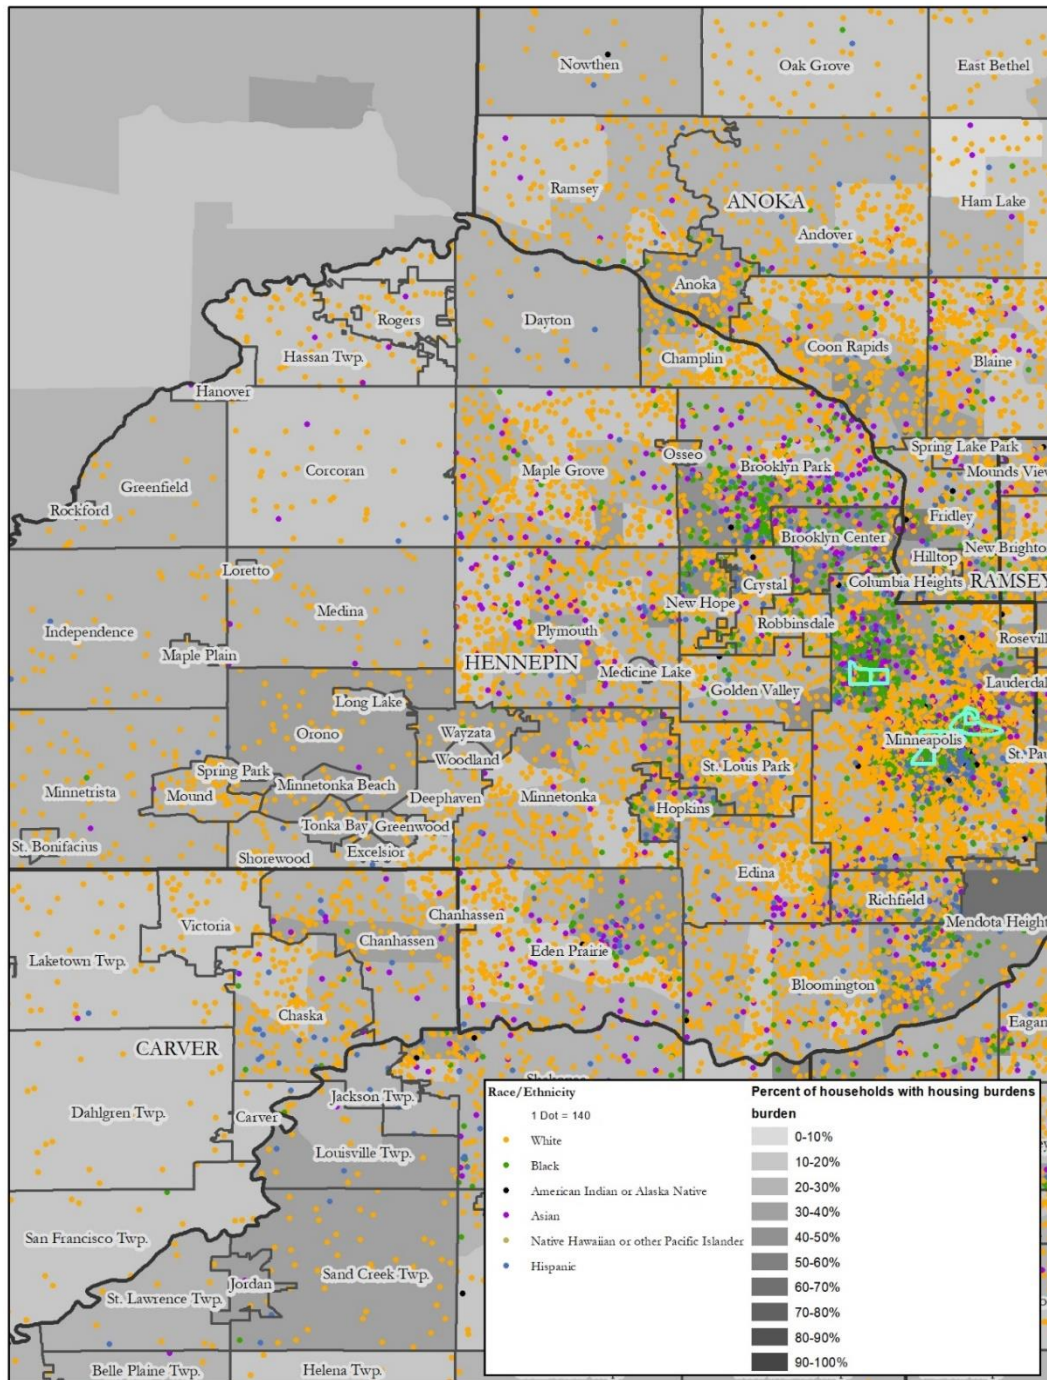 Nowthen
Oak Grove
East Bethel
Ramsey
ANOKA
Ham Lake
Andover
Anoka
Rogers
Dayton
Hassan Twp.
Champlin
Coon Rapids
Blaine
Hanover
Spring Lake Park
Osseo
Brooklyn Park
Mounds View
Maple Grove
Corcoran
Greenfield
Rockford
Fridley
Brooklyn Center
New Brighton
Hilltop
Loretto
Crystal
Columbia Heights
RAMSEY
Medina
New Hope
Independence
Plymouth
Robbinsdale
Rosevill
Maple Plain
HENNEPIN
Medicine Lake
Lauderdal
Golden Valley
Long Lake
Orono
Wayzata
Minneapolis
St. Pau
Woodland
St. Louis Park
Spring Park
Minnetonka Beach
Minnetrista
Mound
Deephaven
Minnetonka
Hopkins
Tonka Bay
Greenwood
St. Bonifacius
Excelsior
Shorewood
Edina
Richfield
Chanhassen
Mendota Height
Victoria
Chanhassen
Eden Prairie
Laketown Twp.
Bloomington
Chaska
Eagan
CARVER
Jackson Twp.
Dahlgren Twp.
Carver
Louisville Twp.
San Francisco Twp.
Sand Creek Twp.
Jordan
St. Lawrence Twp.
Belle Plaine Twp.
Helena Twp.
Race/Ethnicity
1 Dot = 140
White
Black
American Indian or Alaska Native
Asian
Native Hawaiian or other Pacific Islander
Hispanic
Percent of households with housing burdens
burden
0-10%
10-20%
20-30%
30-40%
40-50%
50-60%
60-70%
70-80%
80-90%
90-100%